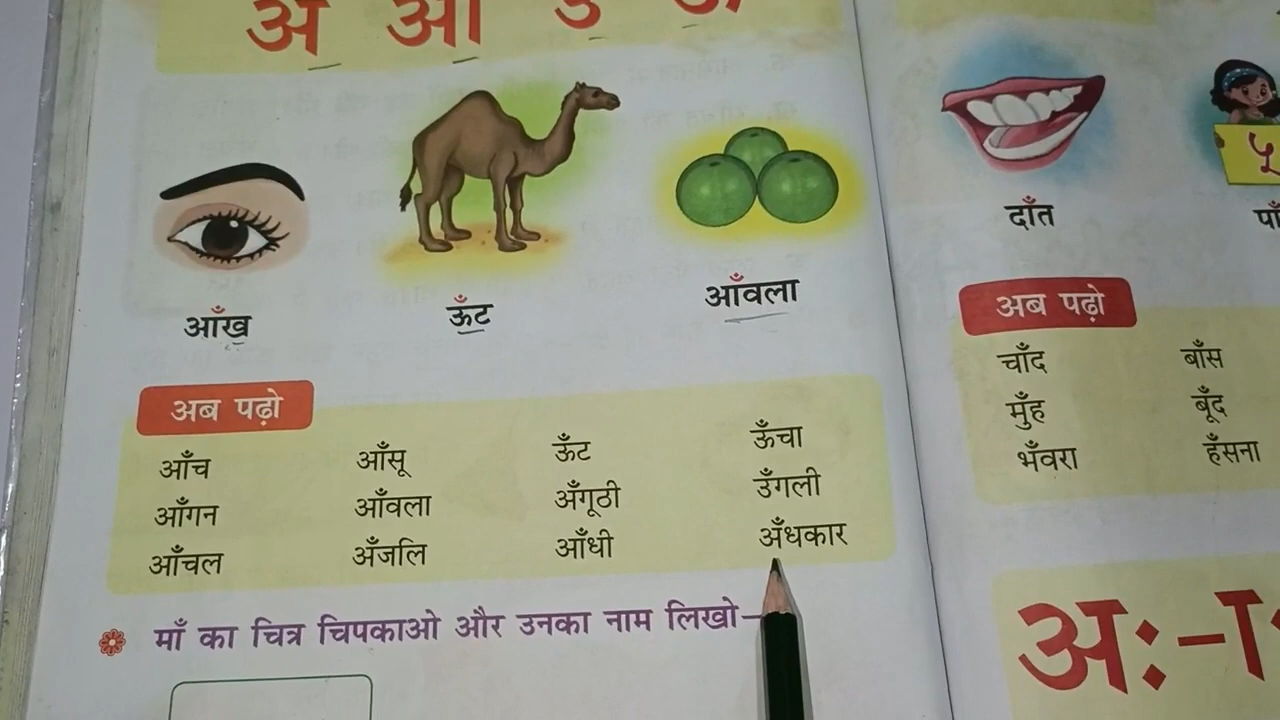 अ आ उ ऊ
आँख ऊँट आँवला
अब पढ़ो
आँच आँसू ऊँट ऊँचा
आँगन आँवला अँगूठी उँगली
आँचल अँजलि आँधी अँधकार
माँ का चित्र चिपकाओ और उनका नाम लिखो–
दाँत
अब पढ़ो
चाँद बाँस
मुँह बूँद
भँवरा हँसना
अः–ाः